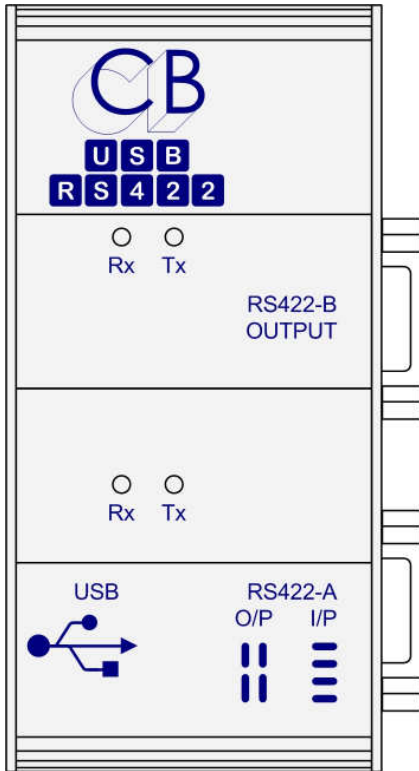 CB
USB
RS422
Rx Tx
RS422-B
OUTPUT
Rx Tx
USB RS422-A
O/P I/P